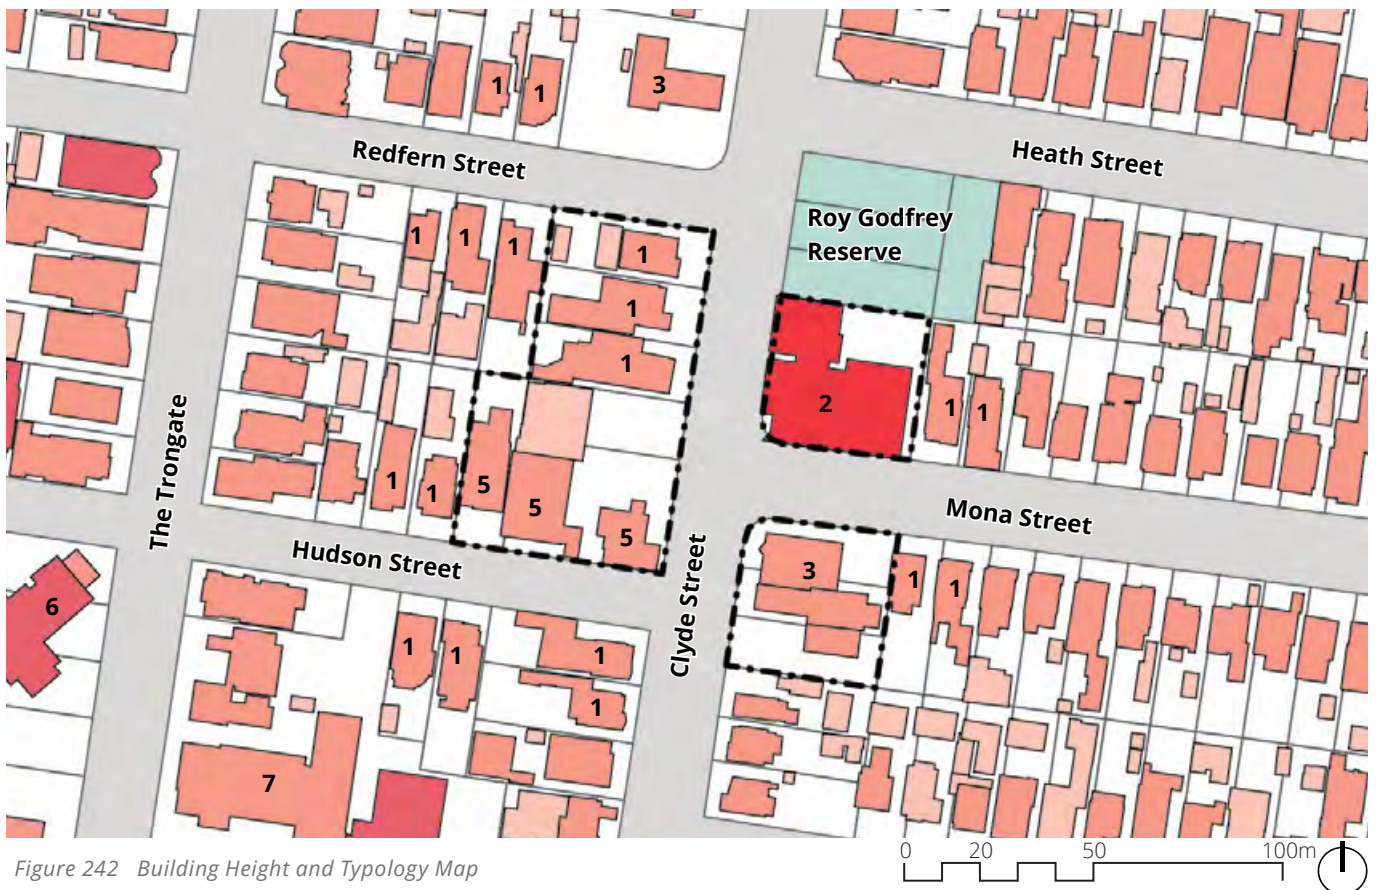 1
1
3
Redfern Street
Heath Street
Roy Godfrey
Reserve
1
1
1
1
1
1
2
1
1
The Trongate
1
1
5
5
5
Mona Street
Hudson Street
Clyde Street
3
1
1
6
1
1
1
1
7
Figure 242 Building Height and Typology Map
0 20 50 100m